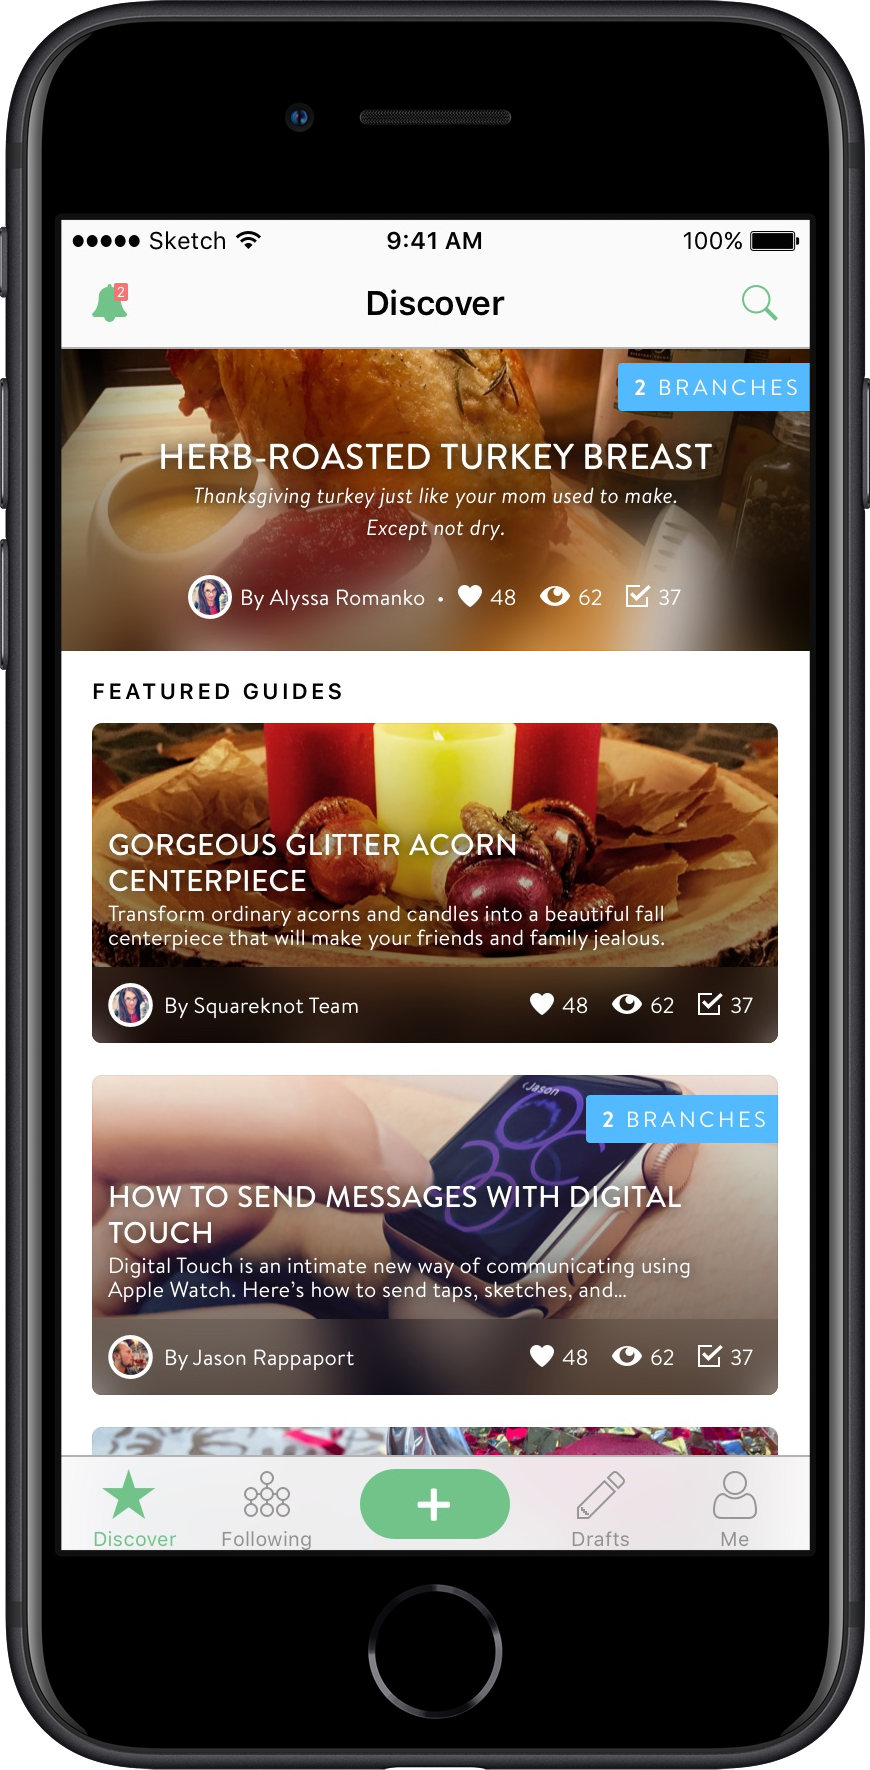 Sketch 9:41 AM 100%
2
Discover
2 BRANCHES
HERB-ROASTED TURKEY BREAST
Thanksgiving turkey just like your mom used to make.
Except not dry.
By Alyssa Romanko • 48 62 37
FEATURED GUIDES
GORGEOUS GLITTER ACORN
CENTERPIECE
Transform ordinary acorns and candles into a beautiful fall
centerpiece that will make your friends and family jealous.
By Squareknot Team 48 62 37
‹Jason
2 BRANCHES
HOW TO SEND MESSAGES WITH DIGITAL
TOUCH
Digital Touch is an intimate new way of communicating using
Apple Watch. Here’s how to send taps, sketches, and...
By Jason Rappaport 48 62 37
Discover Following + Drafts Me